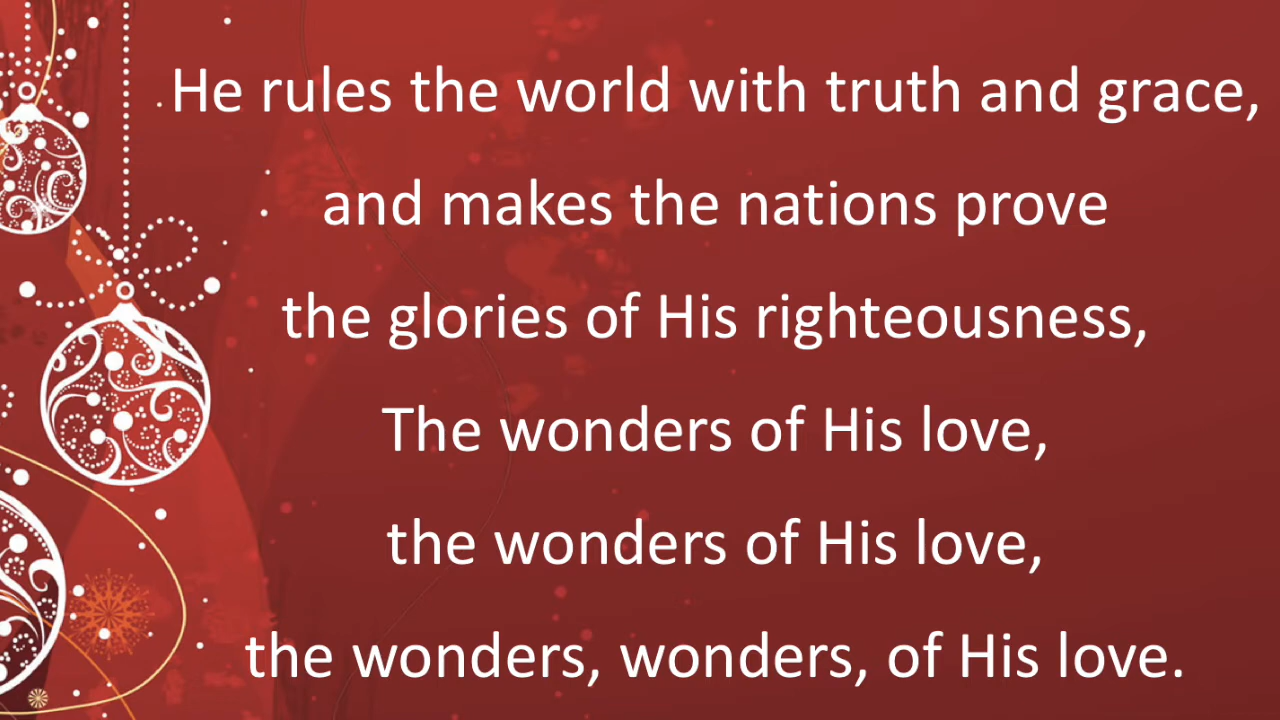 He rules the world with truth and grace,
and makes the nations prove
the glories of His righteousness,
The wonders of His love,
the wonders of His love,
the wonders, wonders, of His love.